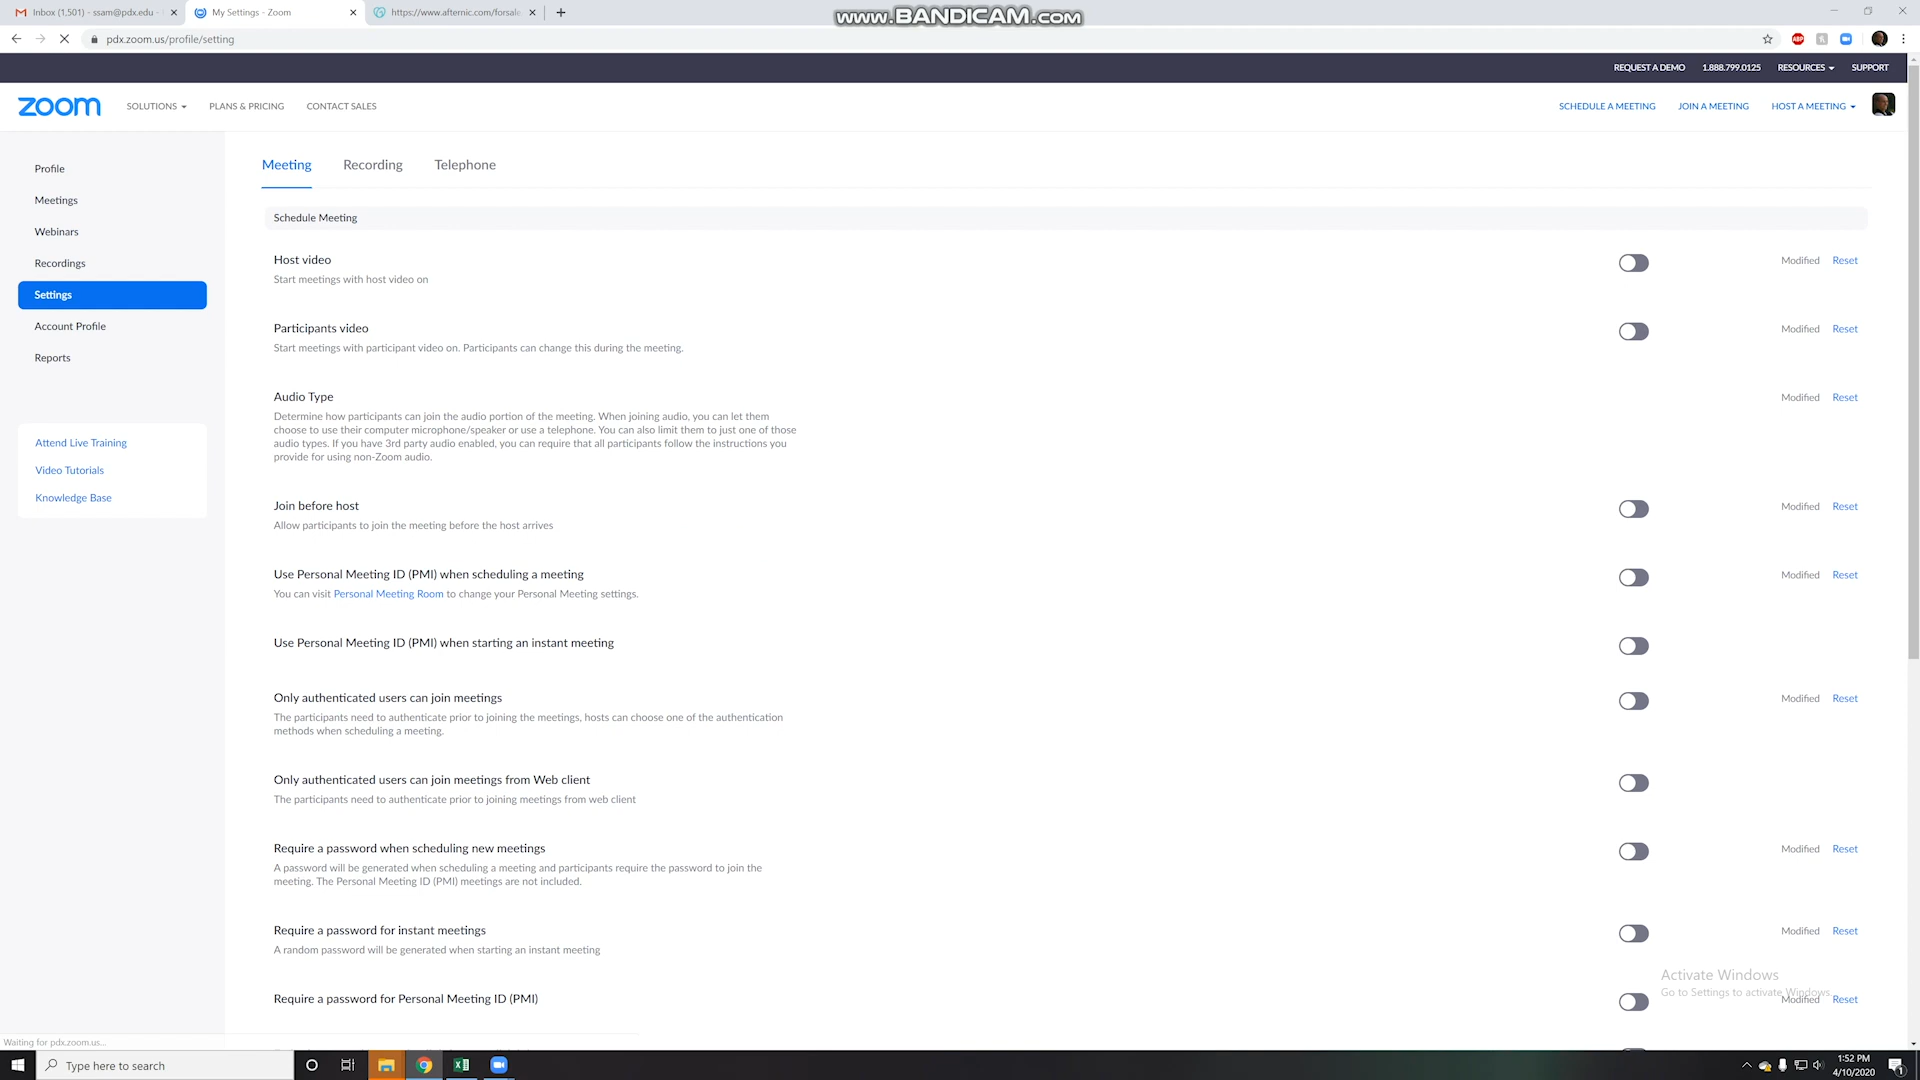 Inbox (1,501) - ssam@pdx.edu -
My Settings - Zoom
https://www.afternic.com/forsale
www.BANDICAM.com
pdx.zoom.us/profile/setting
ABP
REQUEST A DEMO 1.888.799.0125 RESOURCES SUPPORT
zoom
SOLUTIONS PLANS & PRICING CONTACT SALES
SCHEDULE A MEETING JOIN A MEETING HOST A MEETING
Profile
Meetings
Webinars
Recordings
Settings
Account Profile
Reports
Attend Live Training
Video Tutorials
Knowledge Base
Meeting Recording Telephone
Schedule Meeting
Host video
Start meetings with host video on
Modified Reset
Participants video
Start meetings with participant video on. Participants can change this during the meeting.
Modified Reset
Audio Type
Determine how participants can join the audio portion of the meeting. When joining audio, you can let them
choose to use their computer microphone/speaker or use a telephone. You can also limit them to just one of those
audio types. If you have 3rd party audio enabled, you can require that all participants follow the instructions you
provide for using non-Zoom audio.
Modified Reset
Join before host
Allow participants to join the meeting before the host arrives
Modified Reset
Use Personal Meeting ID (PMI) when scheduling a meeting
You can visit Personal Meeting Room to change your Personal Meeting settings.
Modified Reset
Use Personal Meeting ID (PMI) when starting an instant meeting
Only authenticated users can join meetings
The participants need to authenticate prior to joining the meetings, hosts can choose one of the authentication
methods when scheduling a meeting.
Modified Reset
Only authenticated users can join meetings from Web client
The participants need to authenticate prior to joining meetings from web client
Require a password when scheduling new meetings
A password will be generated when scheduling a meeting and participants require the password to join the
meeting. The Personal Meeting ID (PMI) meetings are not included.
Modified Reset
Require a password for instant meetings
A random password will be generated when starting an instant meeting
Modified Reset
Require a password for Personal Meeting ID (PMI)
Modified Reset
Activate Windows
Go to Settings to activate Windows.
Waiting for pdx.zoom.us...
Type here to search
1:52 PM
4/10/2020
1